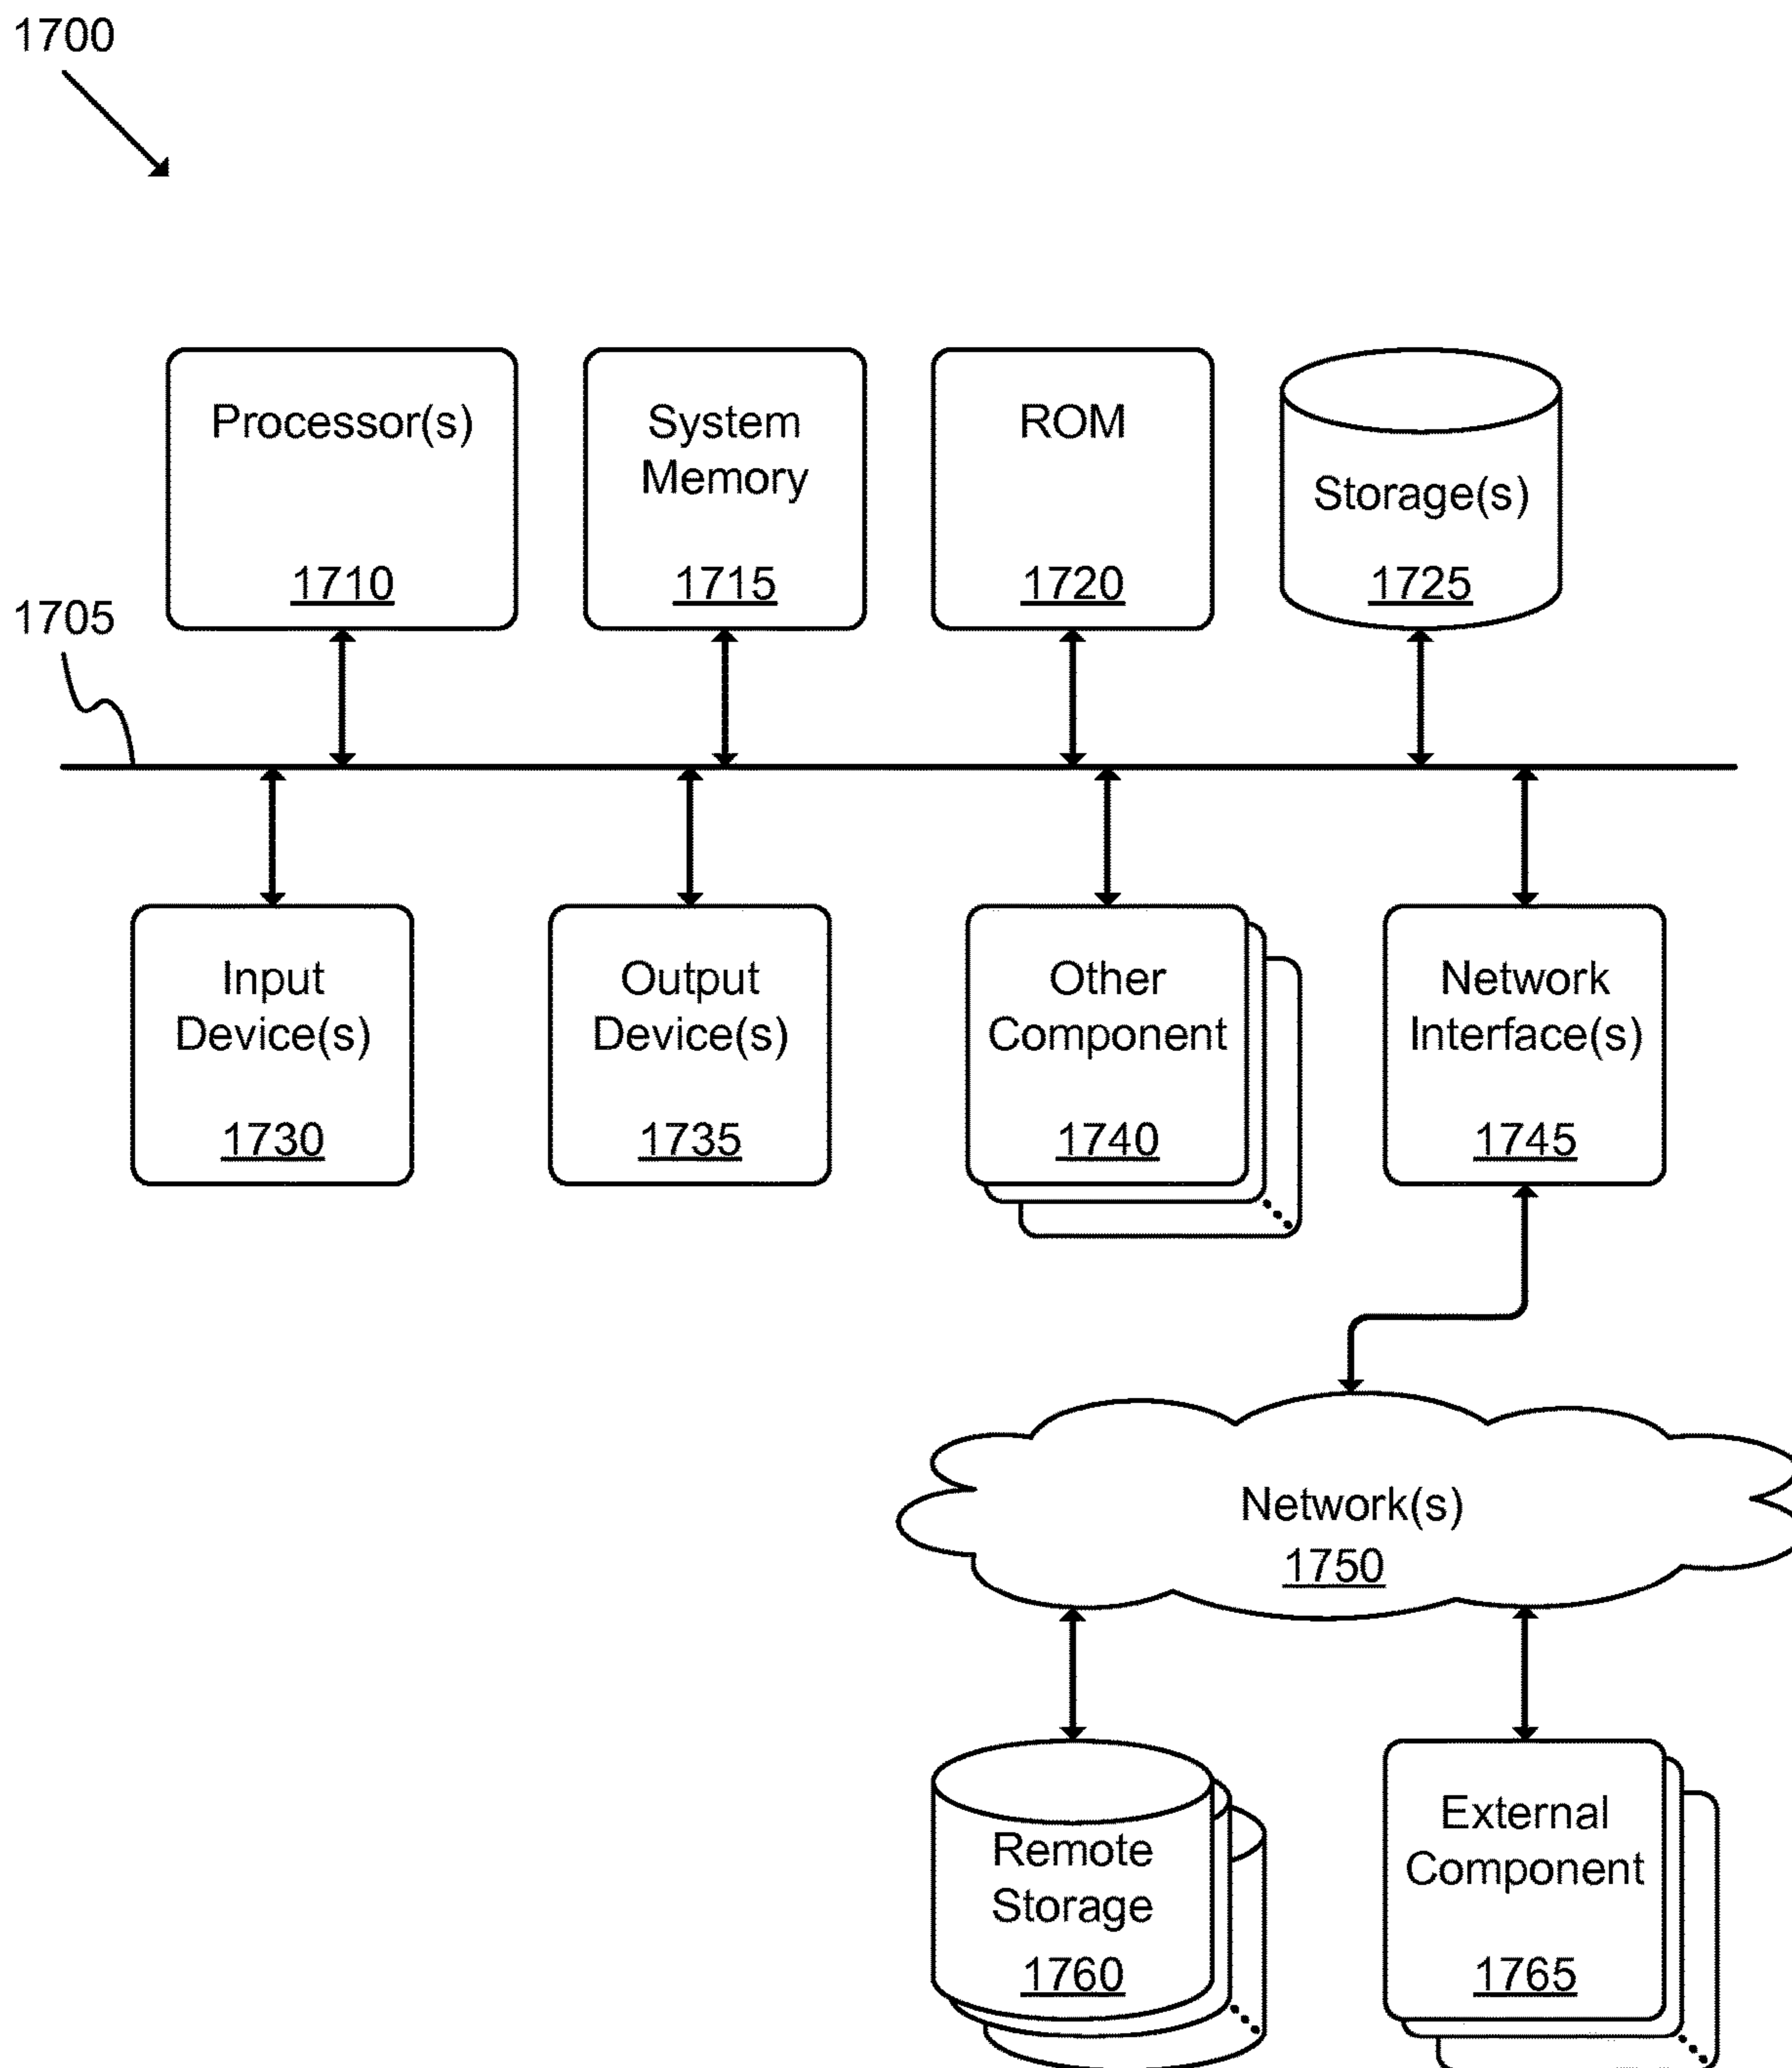 1700
Processor(s)
1710
System
Memory
1715
ROM
1720
Storage(s)
1725
1705
Input
Device(s)
1730
Output
Device(s)
1735
Other
Component
1740
Network
Interface(s)
1745
Network(s)
1750
Remote
Storage
1760
External
Component
1765